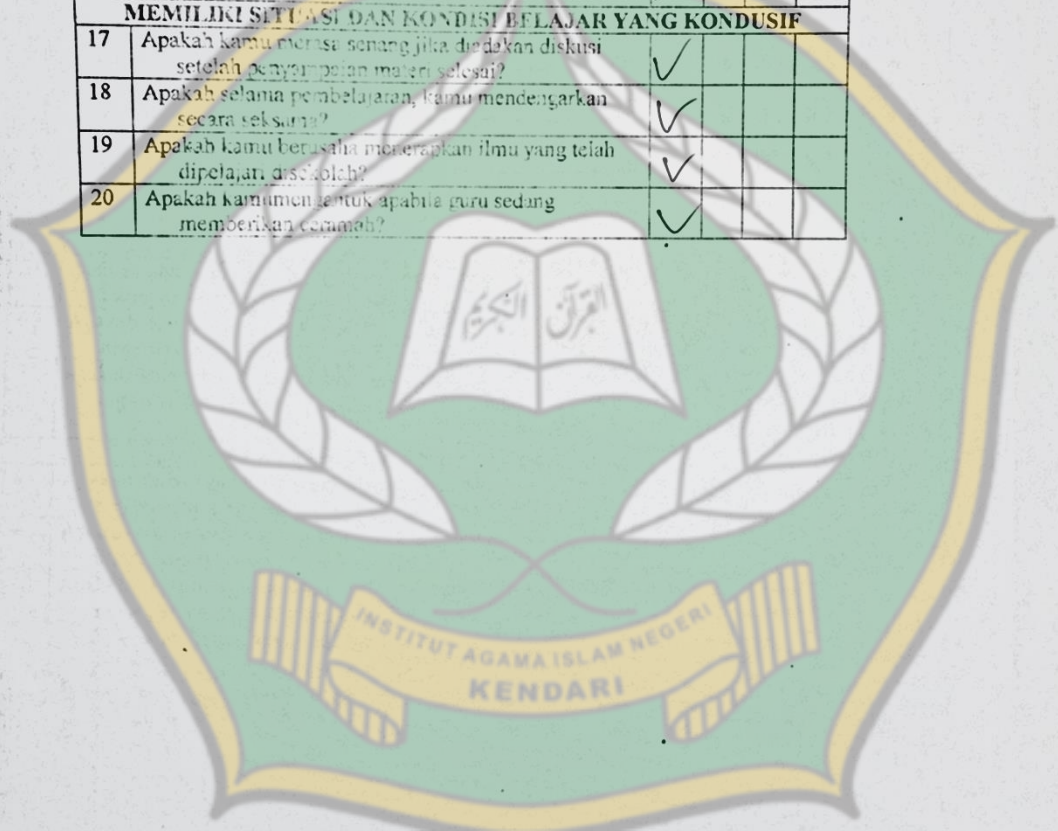 MEMILIKI SITUASI DAN KONDISI BELAJAR YANG KONDUSIF
17 Apakah kamu merasa senang jika diadakan diskusi
setelah penyampaian materi selesai?
18 Apakah selama pembelajaran, kamu mendengarkan
secara seksama?
19 Apakah kamu berusaha menerapkan ilmu yang telah
dipelajari disekolah?
20 Apakah kamu apabila guru sedang
memberikan ceramah?
القرآن الكريم
INSTITUT AGAMA ISLAM NEGERI
KENDARI